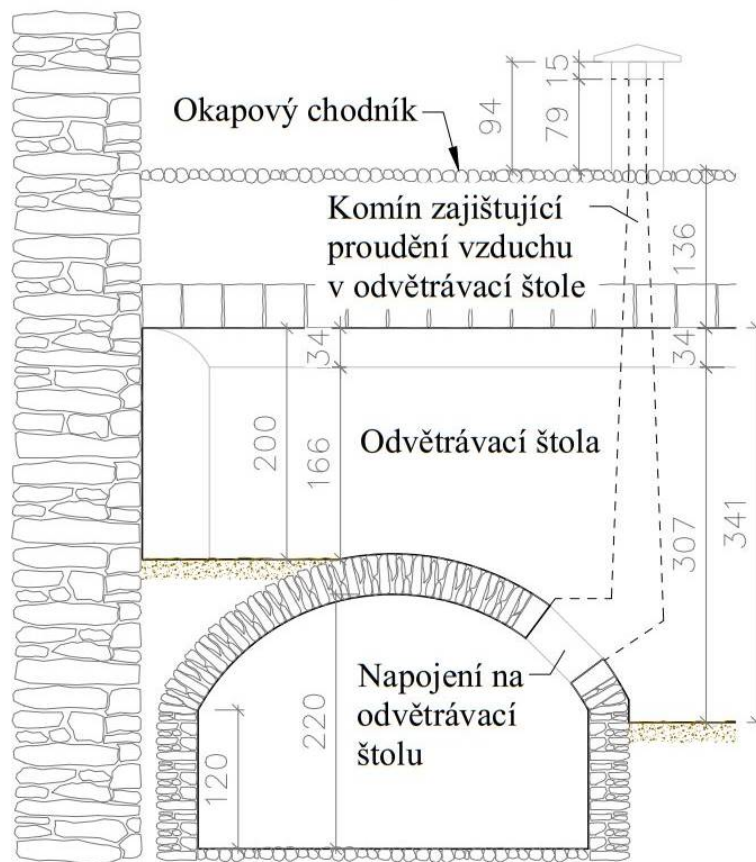 15
94
79
Okapový chodník
Komín zajištující
proudění vzduchu
v odvětrávací štole
136
34
34
200
166
Odvětrávací štola
307
341
Napojení na
odvětrávací
štolu
220
120